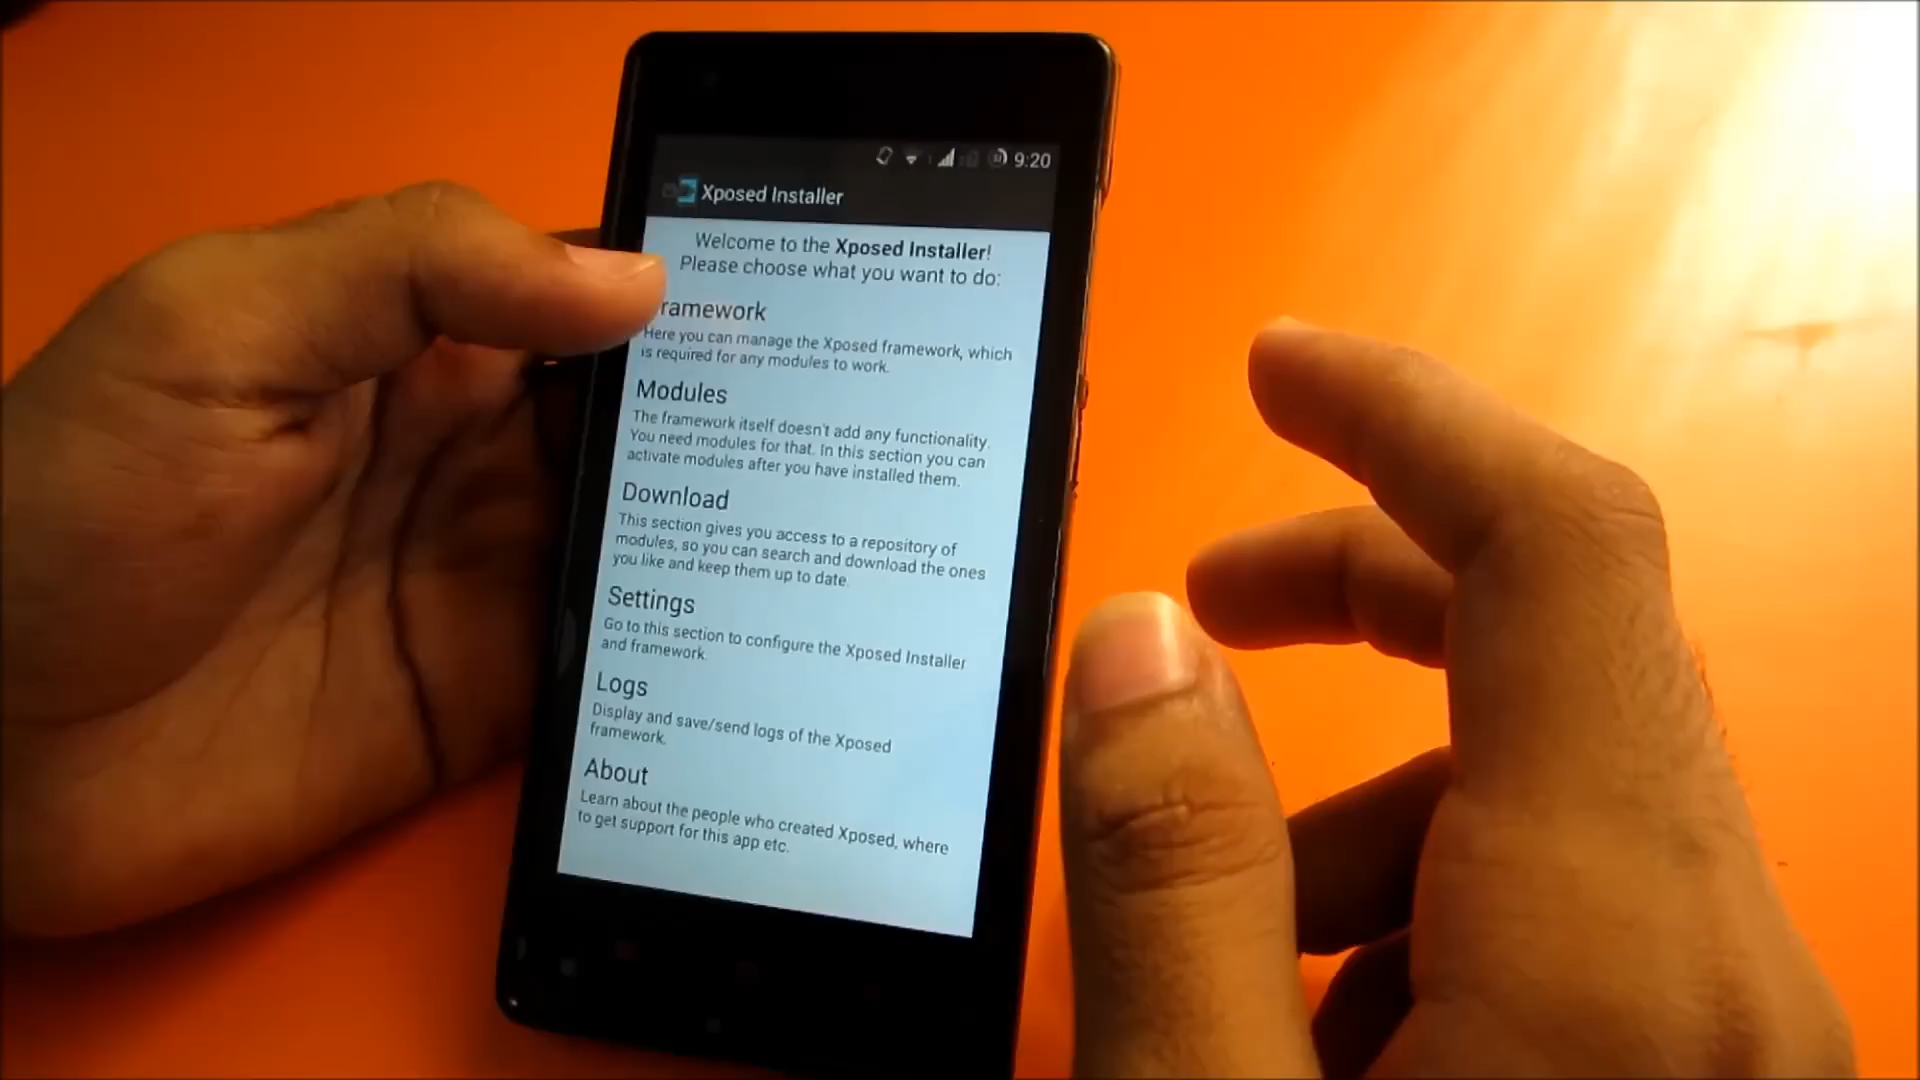 9:20
Xposed Installer
Welcome to the Xposed Installer!
Please choose what you want to do:
ramework
Here you can manage the Xposed framework, which
is required for any modules to work.
Modules
The framework itself doesn't add any functionality.
You need modules for that. In this section you can
activate modules after you have installed them.
Download
This section gives you access to a repository of
modules, so you can search and download the ones
you like and keep them up to date.
Settings
Go to this section to configure the Xposed Installer
and framework.
Logs
Display and save/send logs of the Xposed
framework.
About
Learn about the people who created Xposed, where
to get support for this app etc.